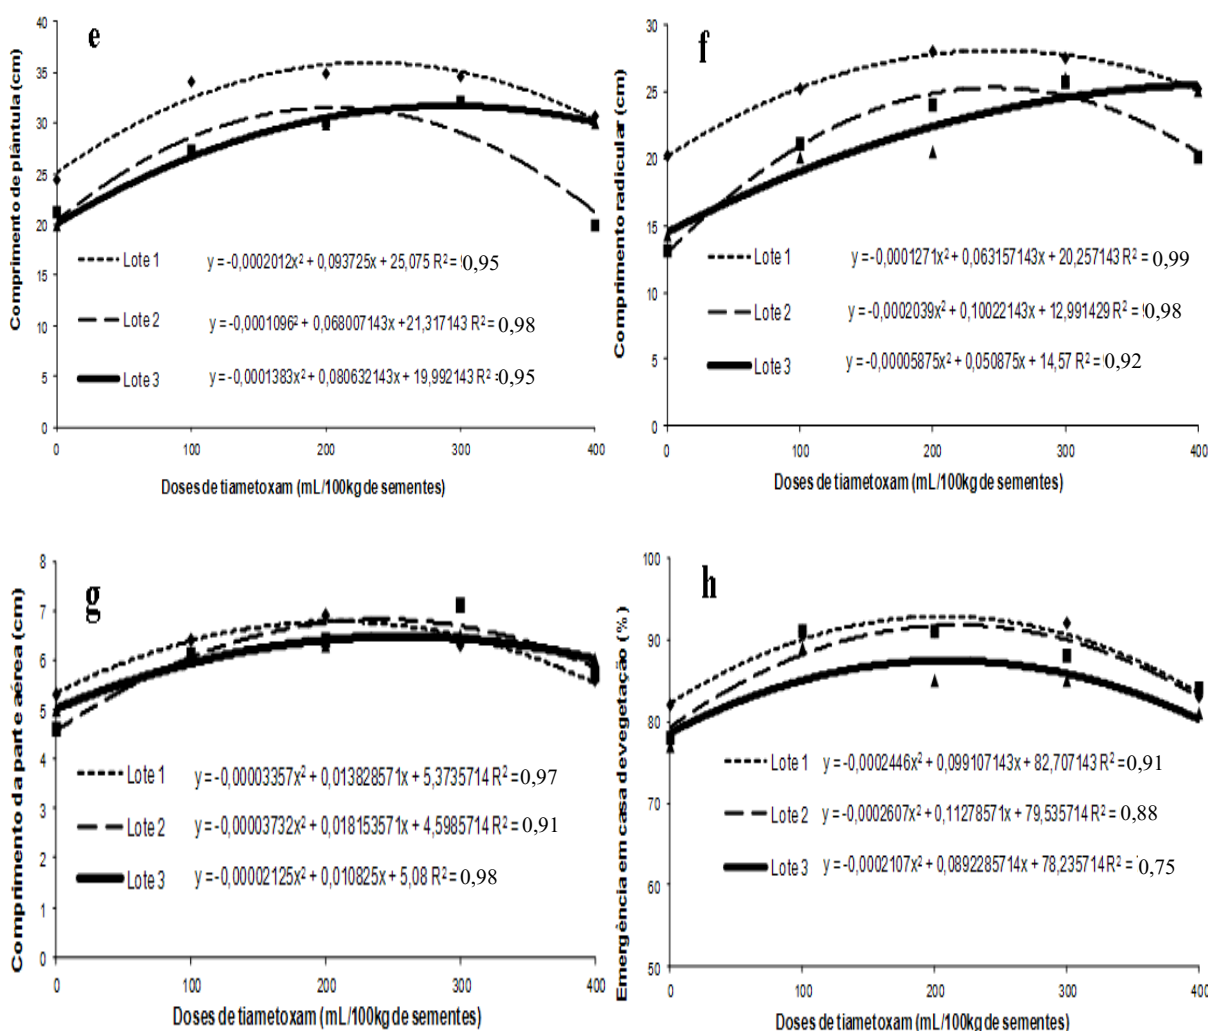 e
Comprimento de plântula (cm)
40
35
30
25
20
15
10
5
0
Lote 1 y = -0,0002012x² + 0,093725x + 25,075 R² = 0,95
Lote 2 y = -0,0001096² + 0,068007143x +21,317143 R² = 0,98
Lote 3 y = -0,0001383x² + 0,080632143x + 19,992143 R² = 0,95
0 100 200 300 400
Doses de tiametoxam (mL/100kg de sementes)
f
Comprimento radicular (cm)
30
25
20
15
10
5
0
Lote 1 y = -0,0001271x² + 0,063157143x + 20,257143 R² = 0,99
Lote 2 y = -0,0002039x² + 0,10022143x + 12,991429 R² = 0,98
Lote 3 y = -0,00005875x² + 0,050875x + 14,57 R² = 0,92
0 100 200 300 400
Doses de tiametoxam (mL/100kg de sementes)
g
Comprimento da parte aérea (cm)
8
7
6
5
4
3
2
1
0
Lote 1 y = -0,00003357x² + 0,013828571x + 5,3735714 R² = 0,97
Lote 2 y = -0,00003732x² + 0,018153571x + 4,5985714 R² = 0,91
Lote 3 y = -0,00002125x² + 0,010825x + 5,08 R² = 0,98
0 100 200 300 400
Doses de tiametoxam (mL/100kg de sementes)
h
Emergência em casa de vegetação (%)
100
90
80
70
60
50
Lote 1 y = -0,0002446x² + 0,099107143x + 82,707143 R² = 0,91
Lote 2 y = -0,0002607x² + 0,11278571x + 79,535714 R² = 0,88
Lote 3 y = -0,0002107x² + 0,0892285714x + 78,235714 R² = 0,75
0 100 200 300 400
Doses de tiametoxam (mL/100kg de sementes)